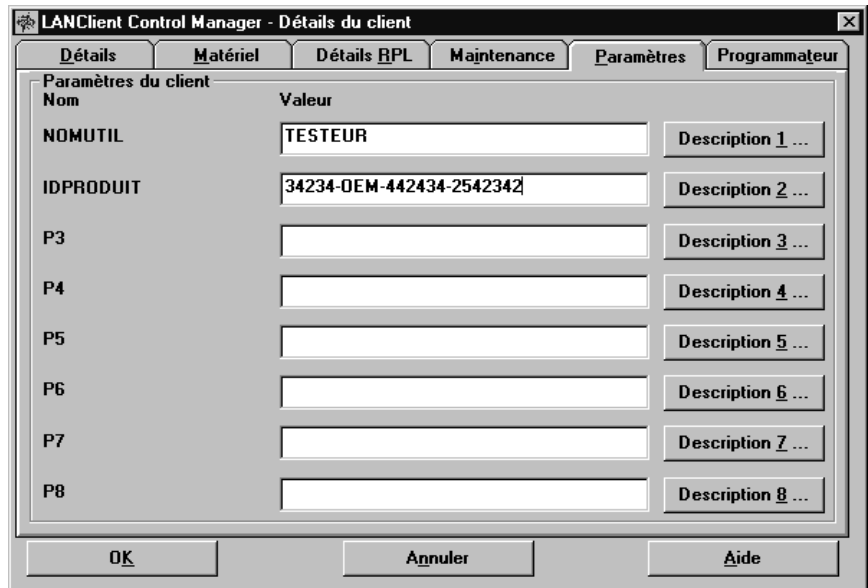 LANClient Control Manager - Détails du client
Détails Matériel Détails RPL Maintenance Paramètres Programmateur
Paramètres du client
Nom Valeur
NOMUTIL TESTEUR Description 1 ...
IDPRODUIT 34234-OEM-442434-2542342 Description 2 ...
P3 Description 3 ...
P4 Description 4 ...
P5 Description 5 ...
P6 Description 6 ...
P7 Description 7 ...
P8 Description 8 ...
OK Annuler Aide